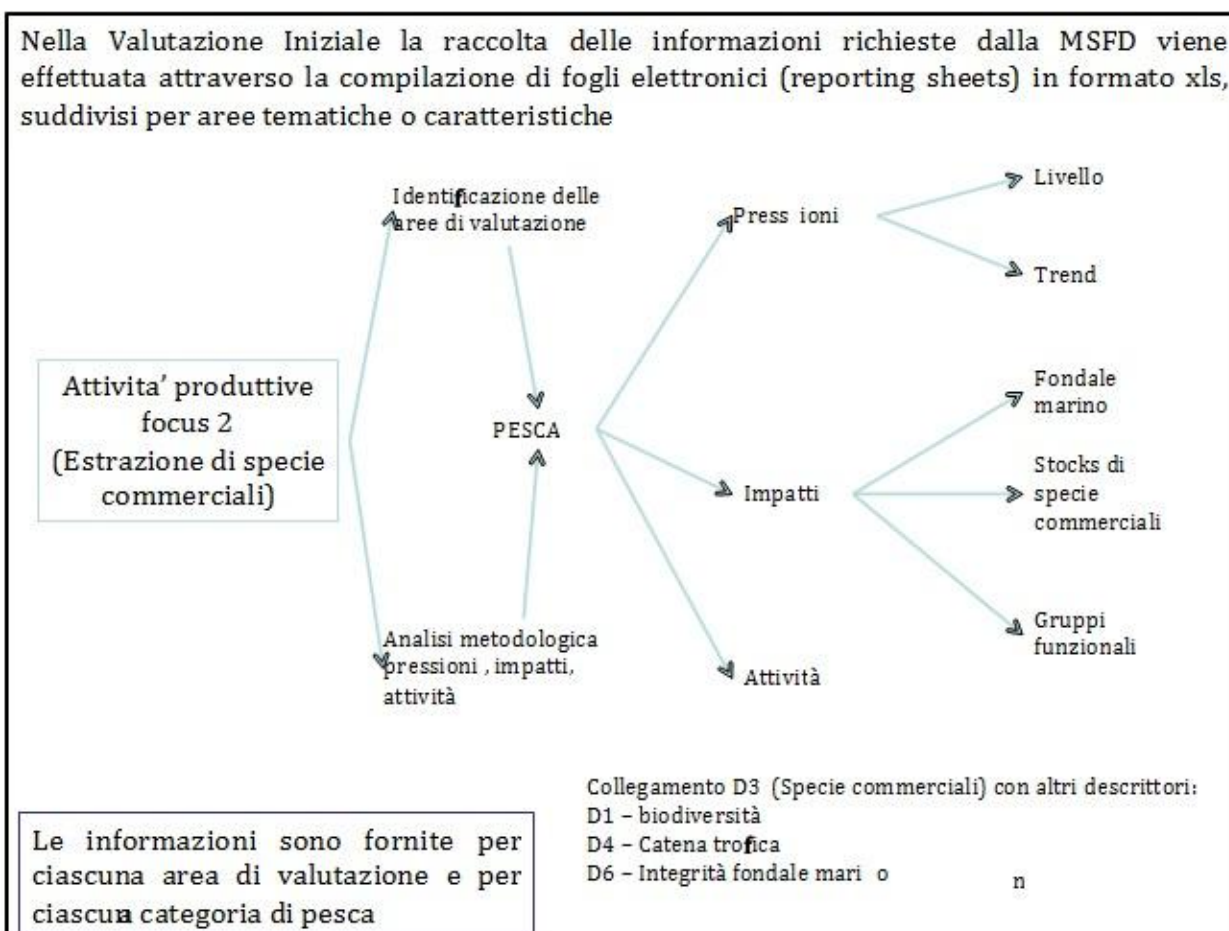 Nella Valutazione Iniziale la raccolta delle informazioni richieste dalla MSFD viene
effettuata attraverso la compilazione di fogli elettronici (reporting sheets) in formato xls,
suddivisi per aree tematiche o caratteristiche
Identificazione delle
aree di valutazione
Press ioni
Livello
Trend
Attivita' produttive
focus 2
(Estrazione di specie
commerciali)
PESCA
Impatti
Fondale
marino
Stocks di
specie
commerciali
Gruppi
funzionali
Analisi metodologica
pressioni , impatti,
attività
Attività
Collegamento D3 (Specie commerciali) con altri descrittori:
D1 – biodiversità
D4 – Catena trofica
D6 – Integrità fondale mari o
n
Le informazioni sono fornite per
ciascuna area di valutazione e per
ciascuna categoria di pesca